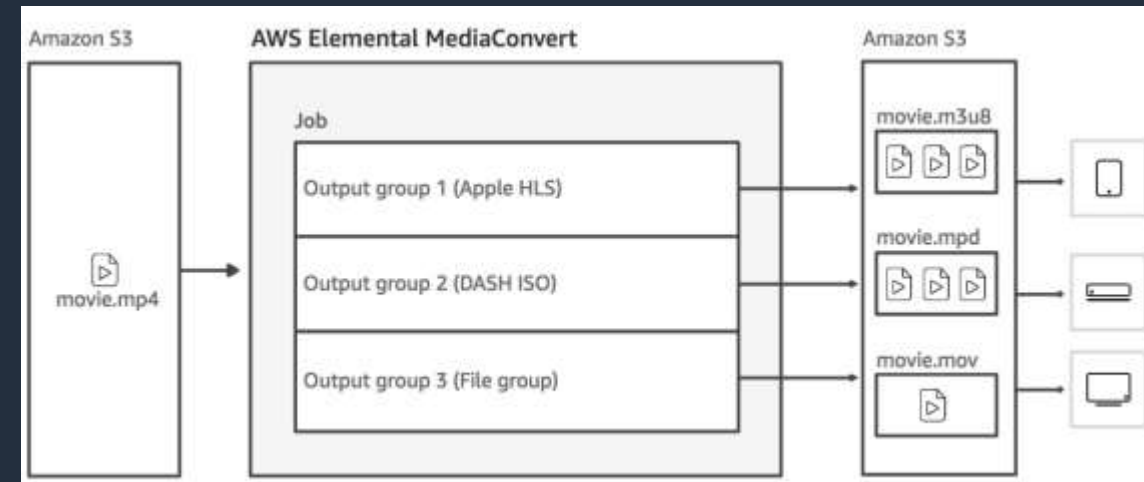 Amazon S3
AWS Elemental MediaConvert
Amazon S3
movie.mp4
Job
Output group 1 (Apple HLS)
Output group 2 (DASH ISO)
Output group 3 (File group)
movie.m3u8
movie.mpd
movie.mov